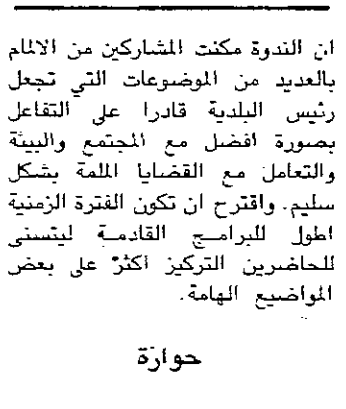 ان الندوة مكنت المشاركين من الالمام
بالعديد من الموضوعات التي تجعل
رئيس البلدية قادرا على التفاعل
بصورة افضل مع المجتمع والبيئة
والتعامل مع القضايا الملمة بشكل
سليم. واقترح ان تكون الفترة الزمنية
اطول للبرامج القادمة ليتسنى
للحاضرين التركيز اكثر على بعض
المواضيع الهامة.
حوارة